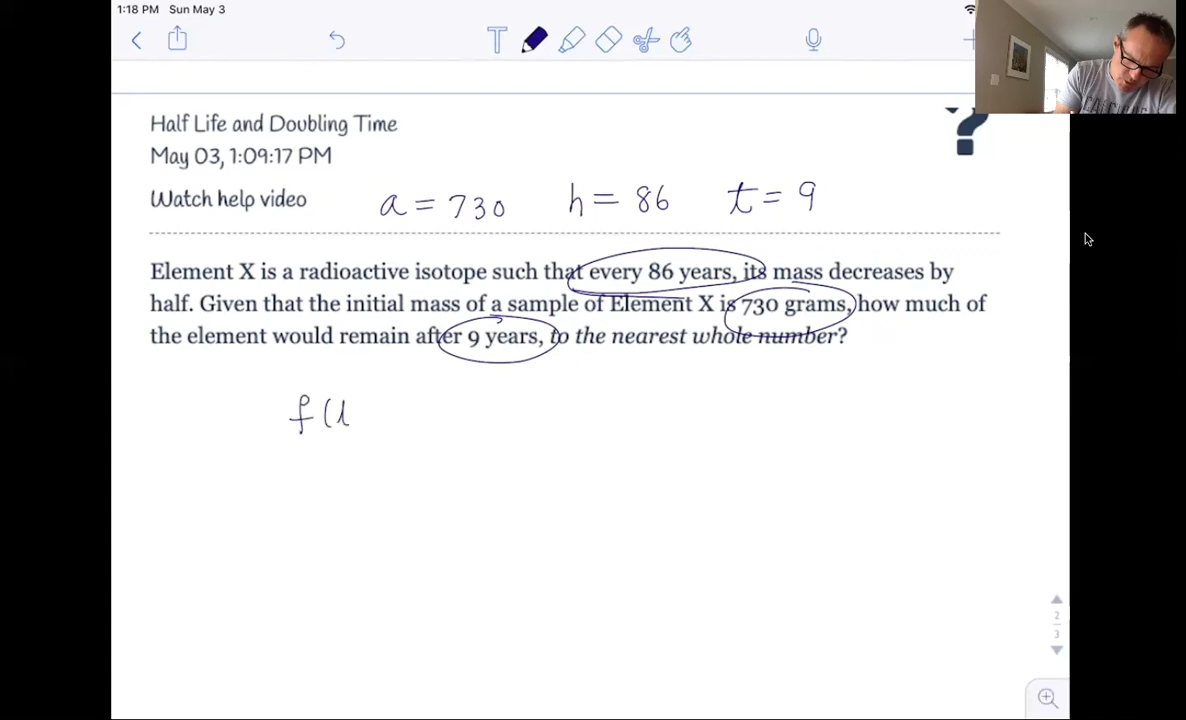 1:18 PM Sun May 3
T
Half Life and Doubling Time
?
May 03, 1:09:17 PM
Watch help video a = 730 h = 86 t = 9
Element X is a radioactive isotope such that every 86 years, its mass decreases by
half. Given that the initial mass of a sample of Element X is 730 grams, how much of
the element would remain after 9 years, to the nearest whole number?
f(
2
3